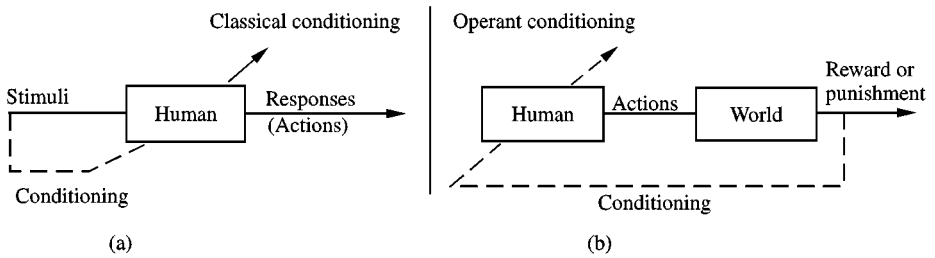 Classical conditioning
Stimuli
Human
Responses
(Actions)
Conditioning
(a)
Operant conditioning
Human
Actions
World
Reward or
punishment
Conditioning
(b)